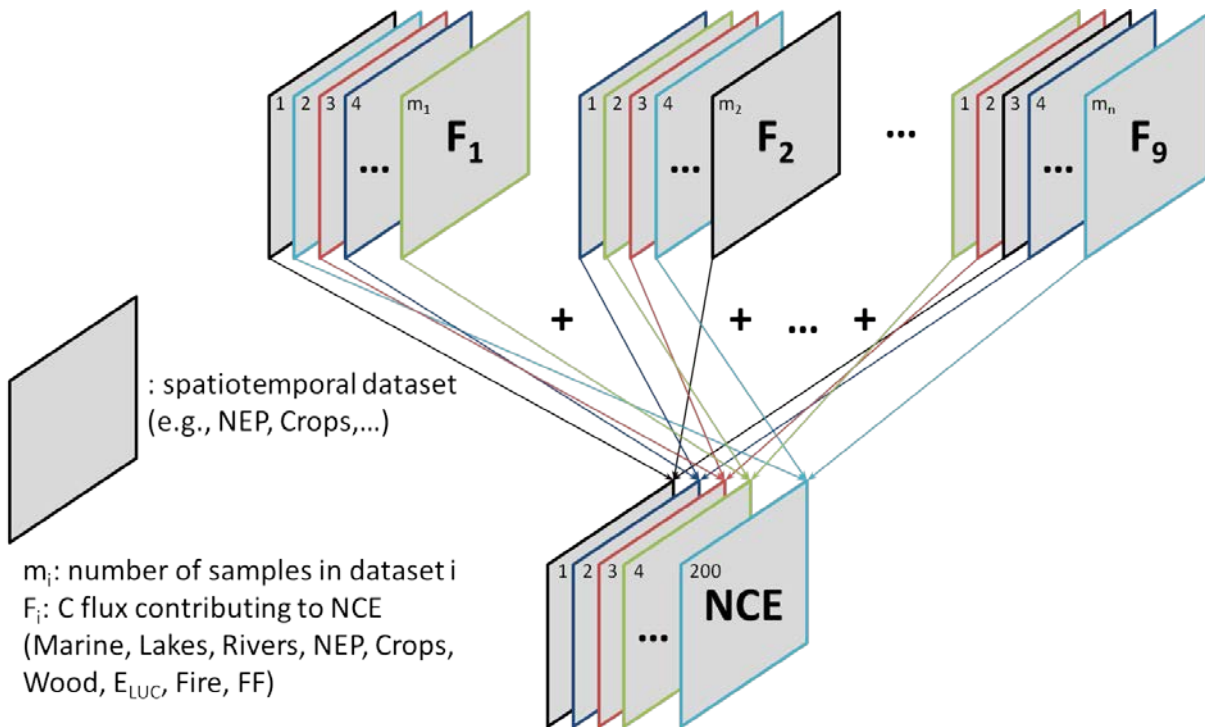 1 2 3 4 ... m₁ F₁
1 2 3 4 ... m₂ F₂
...
1 2 3 4 ... mₙ F₉
+ + ... +
: spatiotemporal dataset
(e.g., NEP, Crops,...)
mᵢ: number of samples in dataset i
Fᵢ: C flux contributing to NCE
(Marine, Lakes, Rivers, NEP, Crops,
Wood, E_LUC, Fire, FF)
1 2 3 4 ... 200 NCE